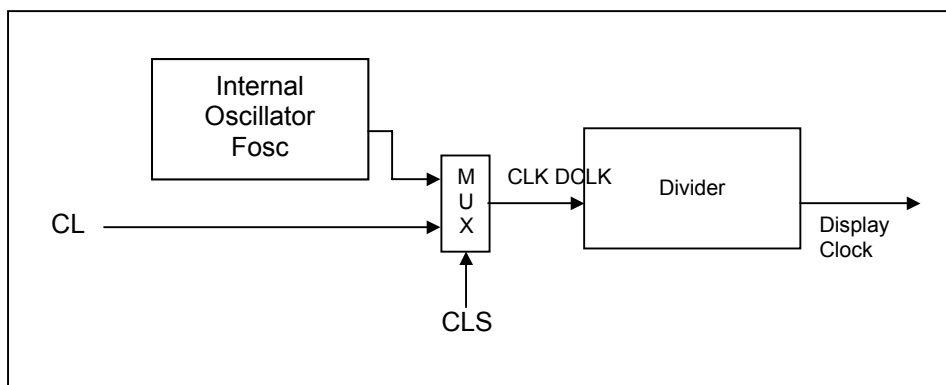 Internal
Oscillator
Fosc
M
U
X
CLK DCLK
Divider
CL
Display
Clock
CLS